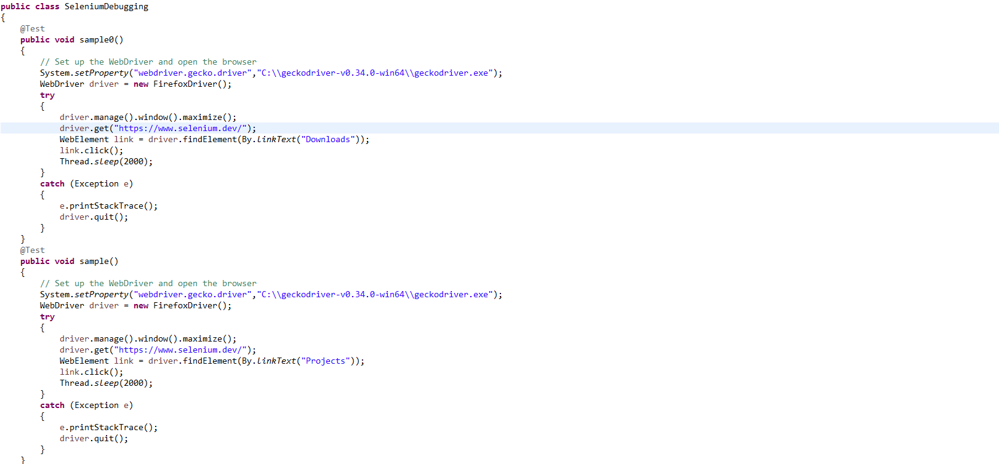 public class SeleniumDebugging
{
    @Test
    public void sample0()
    {
        // Set up the WebDriver and open the browser
        System.setProperty("webdriver.gecko.driver","C:\\geckodriver-v0.34.0-win64\\geckodriver.exe");
        WebDriver driver = new FirefoxDriver();
        try
        {
            driver.manage().window().maximize();
            driver.get("https://www.selenium.dev/");
            WebElement link = driver.findElement(By.linkText("Downloads"));
            link.click();
            Thread.sleep(2000);
        }
        catch (Exception e)
        {
            e.printStackTrace();
            driver.quit();
        }
    }
    @Test
    public void sample()
    {
        // Set up the WebDriver and open the browser
        System.setProperty("webdriver.gecko.driver","C:\\geckodriver-v0.34.0-win64\\geckodriver.exe");
        WebDriver driver = new FirefoxDriver();
        try
        {
            driver.manage().window().maximize();
            driver.get("https://www.selenium.dev/");
            WebElement link = driver.findElement(By.linkText("Projects"));
            link.click();
            Thread.sleep(2000);
        }
        catch (Exception e)
        {
            e.printStackTrace();
            driver.quit();
        }
    }